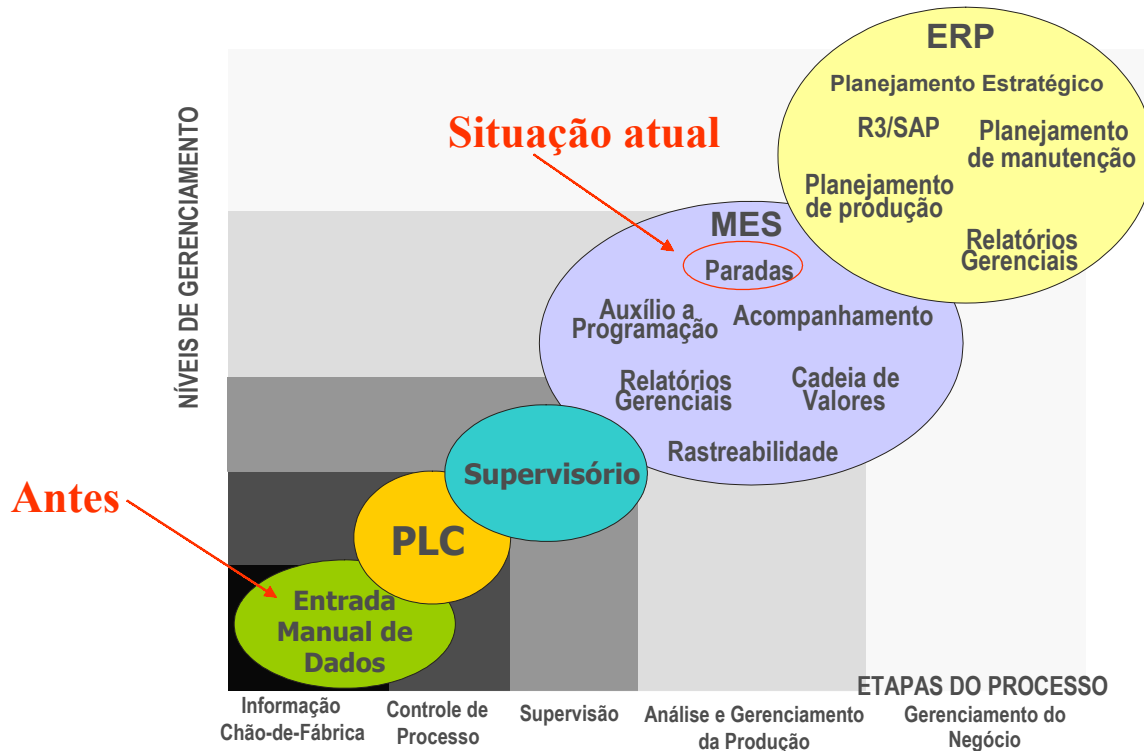 ERP
Planejamento Estratégico
R3/SAP
Planejamento
de manutenção
Planejamento
de produção
Relatórios
Gerenciais
Situação atual
MES
Paradas
Auxílio a
Programação
Acompanhamento
Relatórios
Gerenciais
Cadeia de
Valores
Rastreabilidade
NÍVEIS DE GERENCIAMENTO
Supervisório
Antes
PLC
Entrada
Manual de
Dados
ETAPAS DO PROCESSO
Informação
Chão-de-Fábrica
Controle de
Processo
Supervisão
Análise e Gerenciamento
da Produção
Gerenciamento do
Negócio